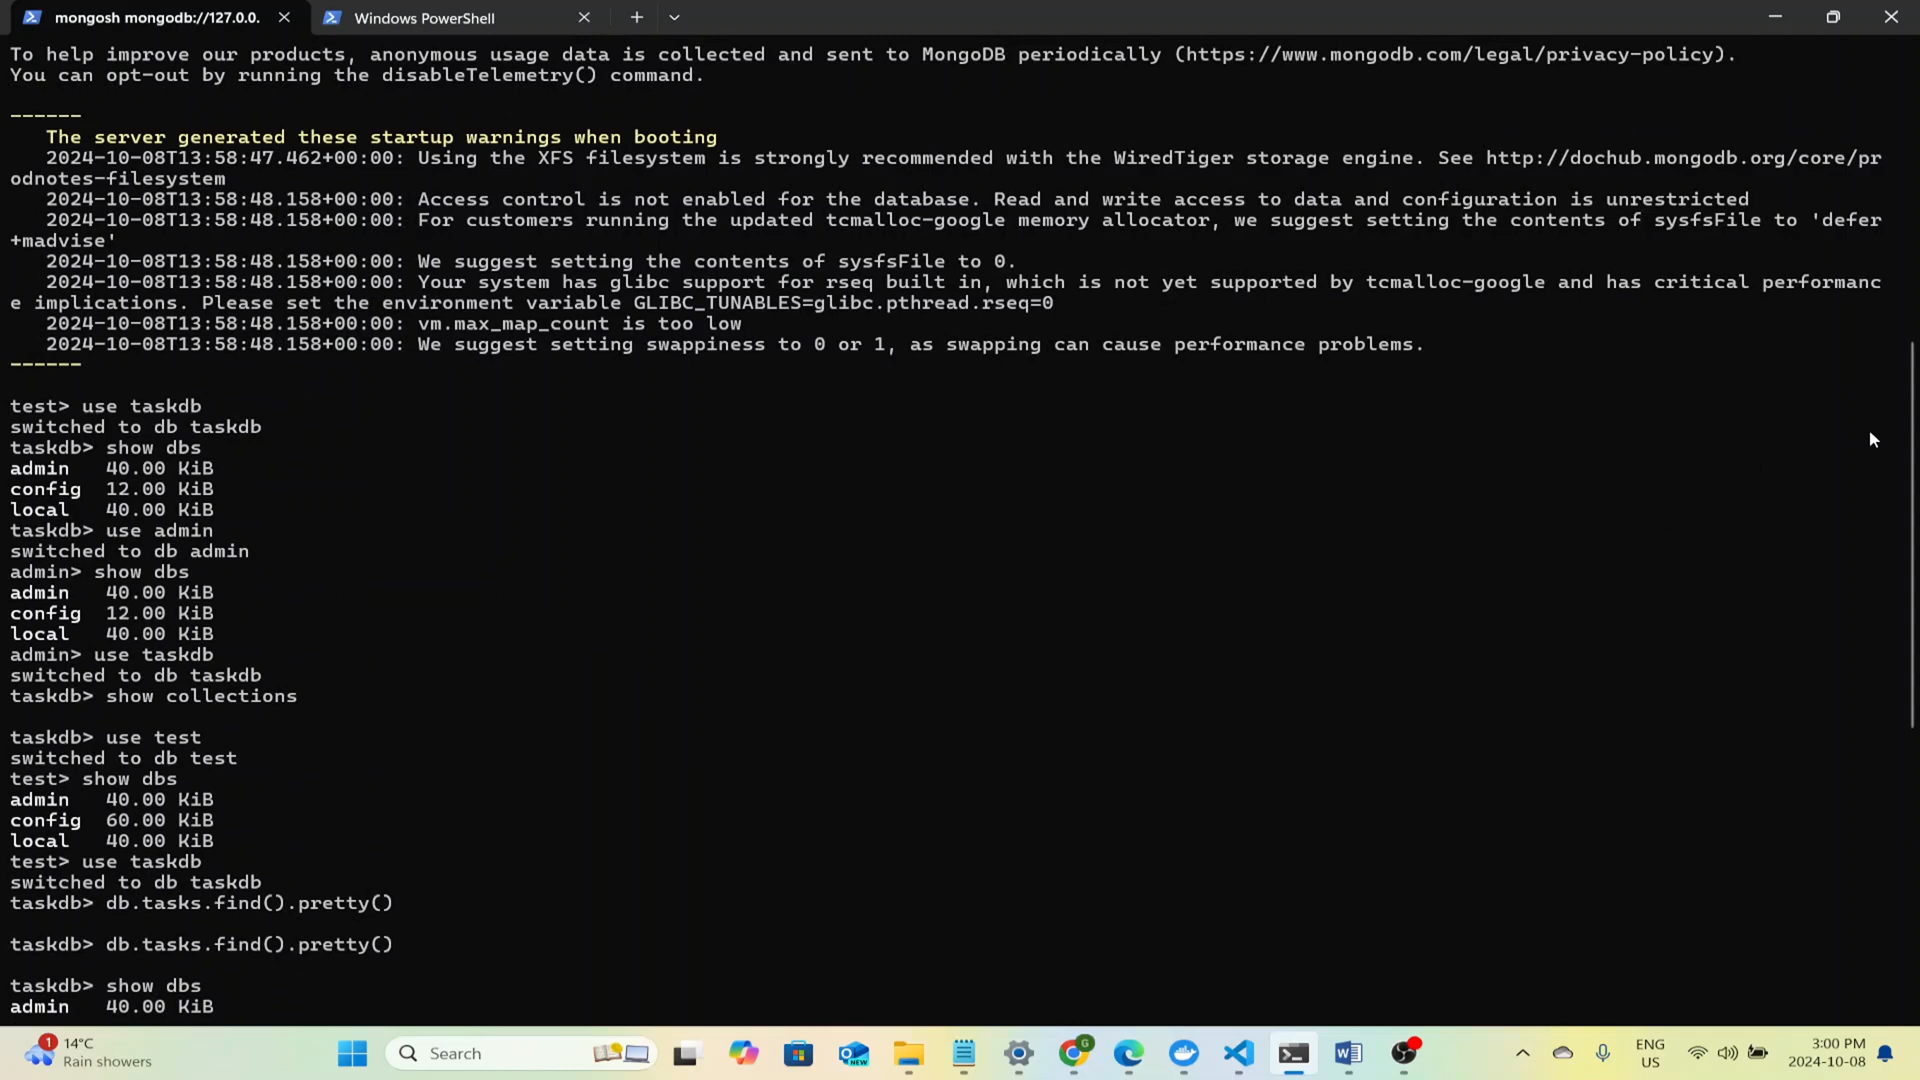 mongosh mongodb://127.0.0.
Windows PowerShell
To help improve our products, anonymous usage data is collected and sent to MongoDB periodically (https://www.mongodb.com/legal/privacy-policy).
You can opt-out by running the disableTelemetry() command.
------
The server generated these startup warnings when booting
2024-10-08T13:58:47.462+00:00: Using the XFS filesystem is strongly recommended with the WiredTiger storage engine. See http://dochub.mongodb.org/core/pr
odnotes-filesystem
2024-10-08T13:58:48.158+00:00: Access control is not enabled for the database. Read and write access to data and configuration is unrestricted
2024-10-08T13:58:48.158+00:00: For customers running the updated tcmalloc-google memory allocator, we suggest setting the contents of sysfsFile to 'defer
+madvise'
2024-10-08T13:58:48.158+00:00: We suggest setting the contents of sysfsFile to 0.
2024-10-08T13:58:48.158+00:00: Your system has glibc support for rseq built in, which is not yet supported by tcmalloc-google and has critical performanc
e implications. Please set the environment variable GLIBC_TUNABLES=glibc.pthread.rseq=0
2024-10-08T13:58:48.158+00:00: vm.max_map_count is too low
2024-10-08T13:58:48.158+00:00: We suggest setting swappiness to 0 or 1, as swapping can cause performance problems.
------
test> use taskdb
switched to db taskdb
taskdb> show dbs
admin 40.00 KiB
config 12.00 KiB
local 40.00 KiB
taskdb> use admin
switched to db admin
admin> show dbs
admin 40.00 KiB
config 12.00 KiB
local 40.00 KiB
admin> use taskdb
switched to db taskdb
taskdb> show collections
taskdb> use test
switched to db test
test> show dbs
admin 40.00 KiB
config 60.00 KiB
local 40.00 KiB
test> use taskdb
switched to db taskdb
taskdb> db.tasks.find().pretty()
taskdb> db.tasks.find().pretty()
taskdb> show dbs
admin 40.00 KiB
1
14°C
Rain showers
Search
NEW
G
ENG
US
3:00 PM
2024-10-08